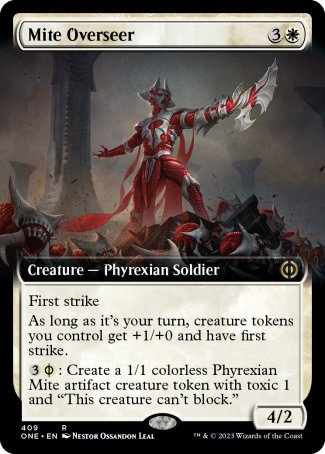 Mite Overseer 3
Creature — Phyrexian Soldier
First strike
As long as it's your turn, creature tokens
you control get +1/+0 and have first
strike.
3 : Create a 1/1 colorless Phyrexian
Mite artifact creature token with toxic 1
and “This creature can't block.”
4/2
409 R
ONE • EN Nestor Ossandon Leal
™ & © 2023 Wizards of the Coast